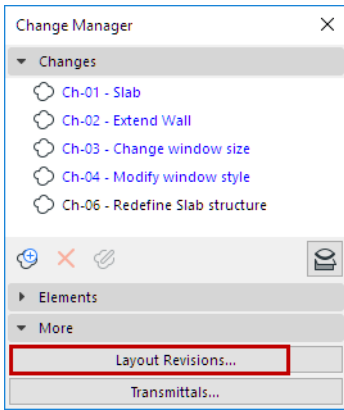 Change Manager
Changes
Ch-01 - Slab
Ch-02 - Extend Wall
Ch-03 - Change window size
Ch-04 - Modify window style
Ch-06 - Redefine Slab structure
Elements
More
Layout Revisions...
Transmittals...